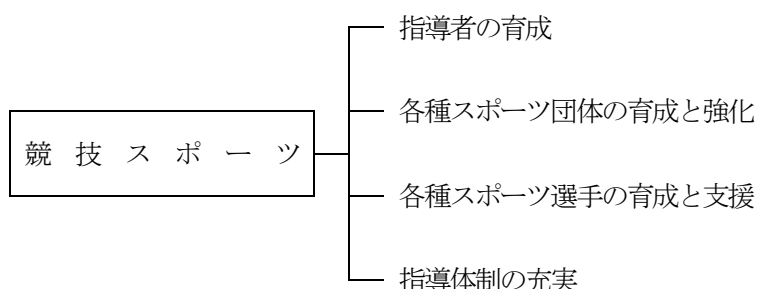 指導者の育成
各種スポーツ団体の育成と強化
競技スポーツ
各種スポーツ選手の育成と支援
指導体制の充実